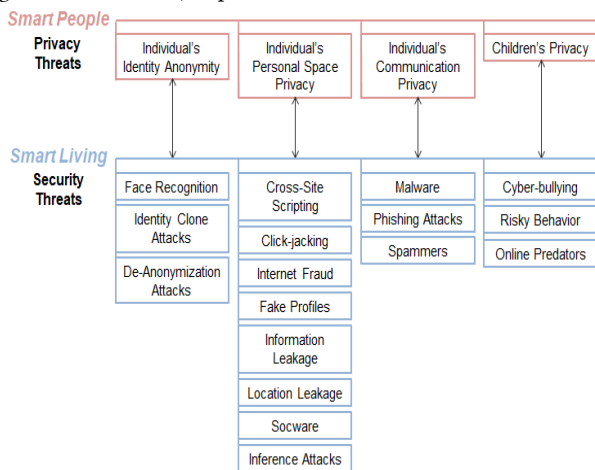 Smart People
Privacy
Threats
Individual's
Identity Anonymity
Individual's
Personal Space
Privacy
Individual's
Communication
Privacy
Children's Privacy
Smart Living
Security
Threats
Face Recognition
Identity Clone
Attacks
De-Anonymization
Attacks
Cross-Site
Scripting
Click-jacking
Internet Fraud
Fake Profiles
Information
Leakage
Location Leakage
Socware
Inference Attacks
Malware
Phishing Attacks
Spammers
Cyber-bullying
Risky Behavior
Online Predators